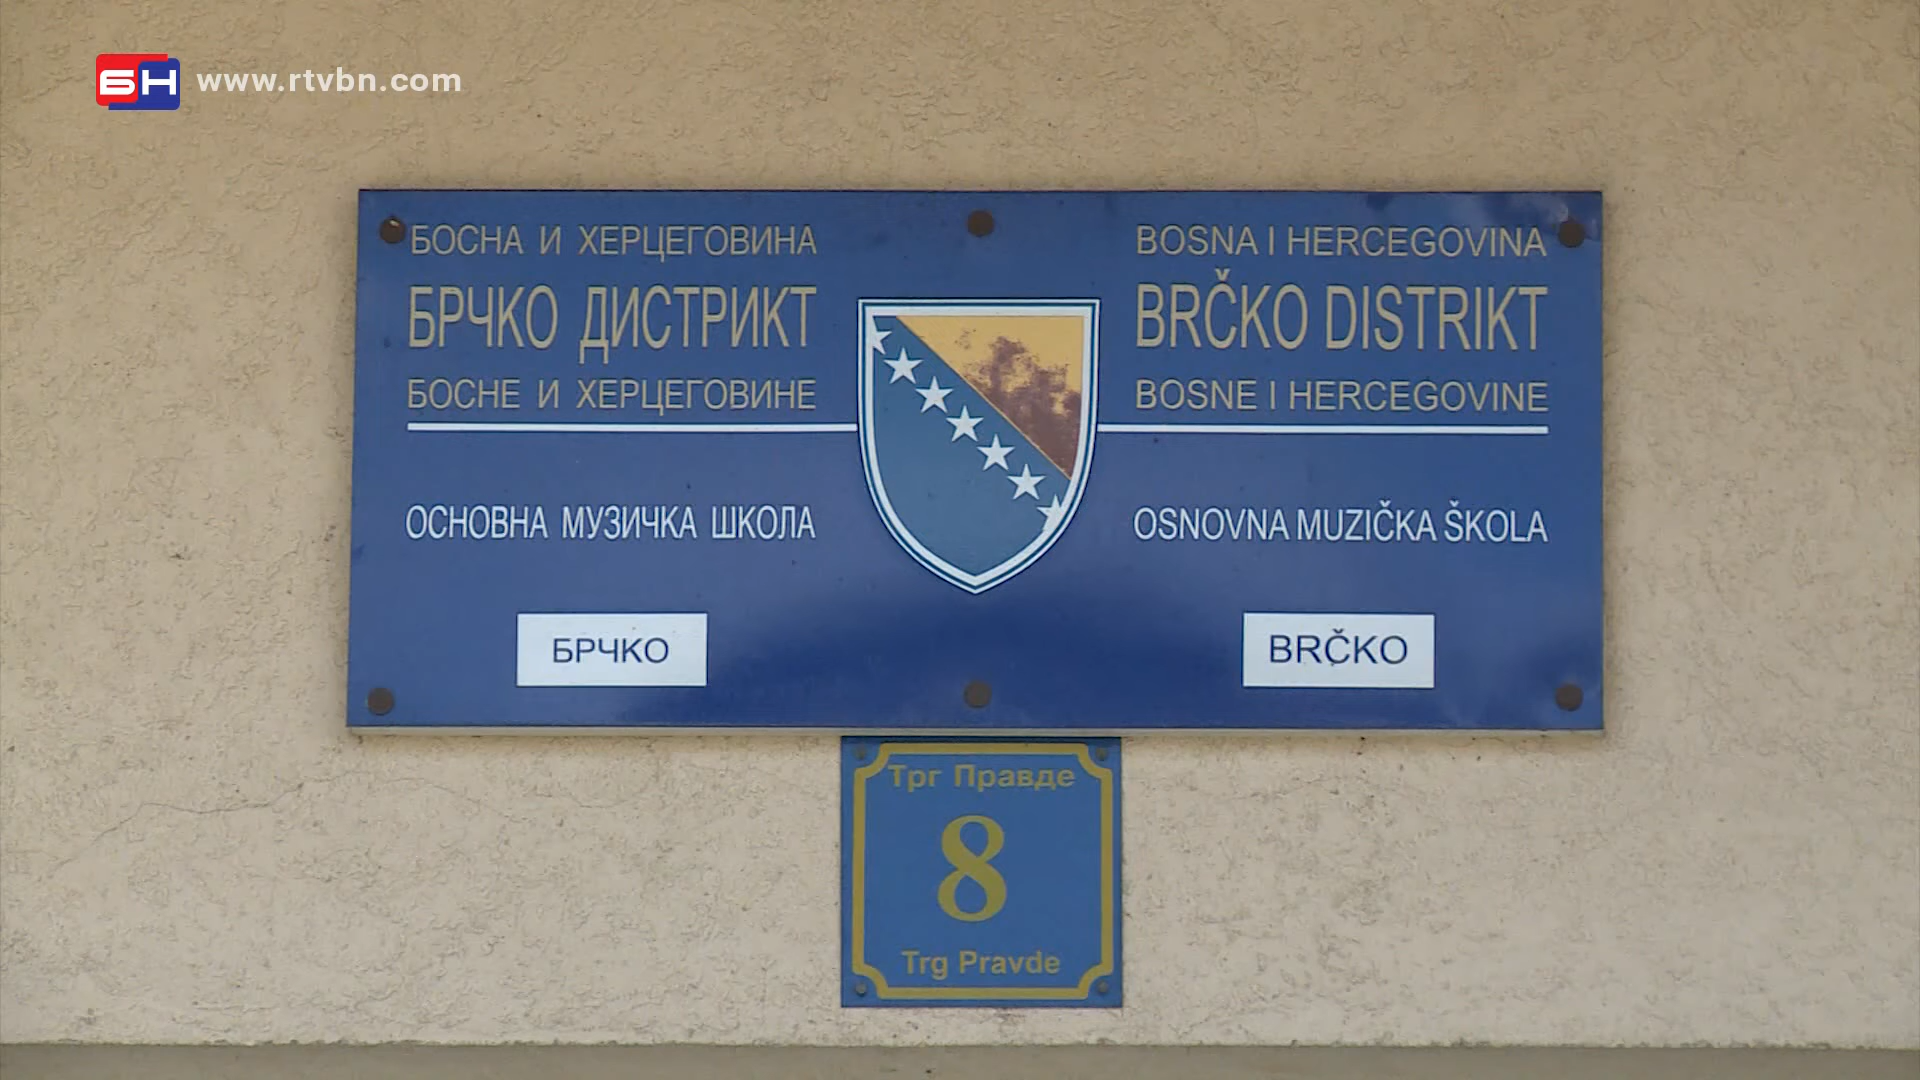 БН www.rtvbn.com
БОСНА И ХЕРЦЕГОВИНА
БРЧКО ДИСТРИКТ
БОСНЕ И ХЕРЦЕГОВИНЕ
ОСНОВНА МУЗИЧКА ШКОЛА
БРЧКО
BOSNA I HERCEGOVINA
BRČKO DISTRIKT
BOSNE I HERCEGOVINE
OSNOVNA MUZIČKA ŠKOLA
BRČKO
Трг Правде
8
Trg Pravde